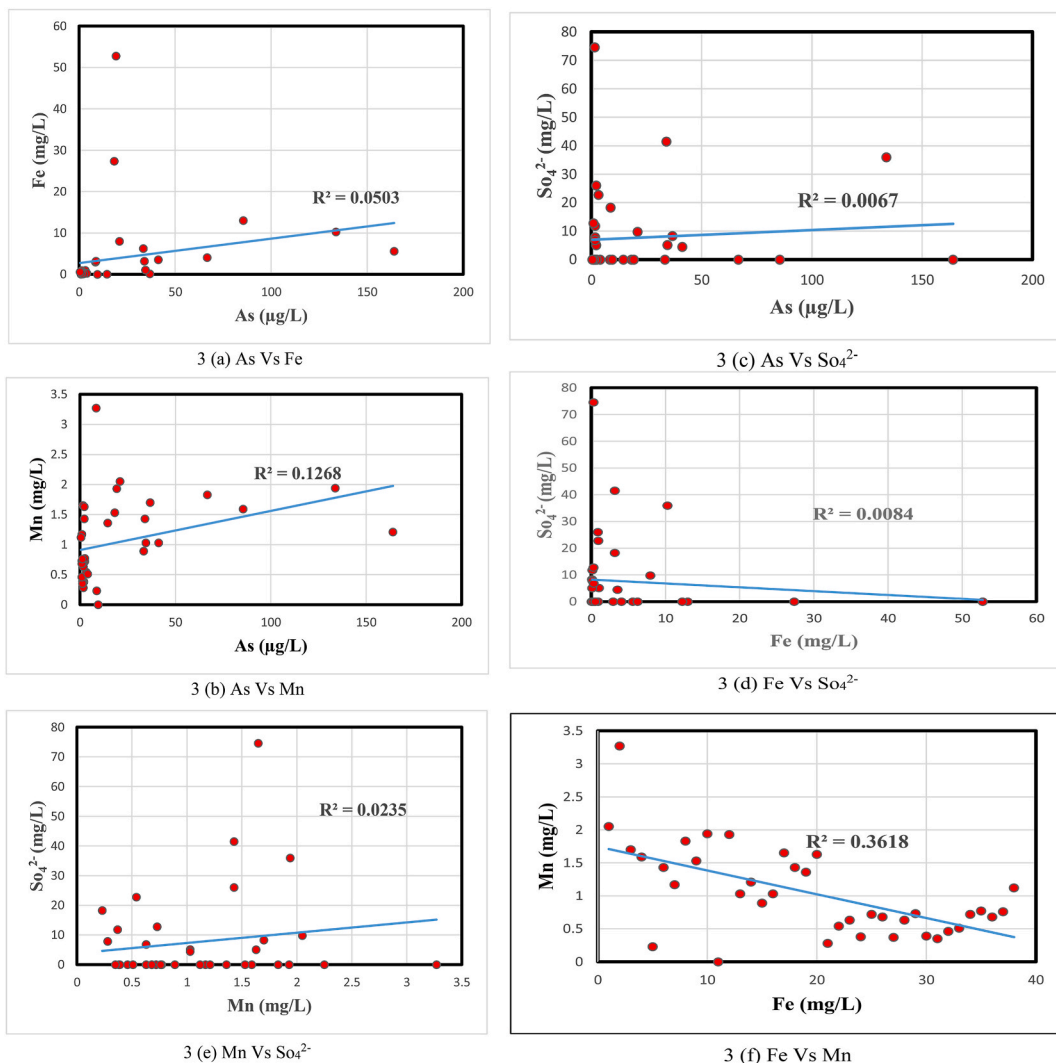 60
50
40
30
20
10
0
Fe (mg/L)
R² = 0.0503
0 50 100 150 200
As (µg/L)
3 (a) As Vs Fe
80
70
60
50
40
30
20
10
0
So₄²⁻ (mg/L)
R² = 0.0067
0 50 100 150 200
As (µg/L)
3 (c) As Vs So₄²⁻
3.5
3
2.5
2
1.5
1
0.5
0
Mn (mg/L)
R² = 0.1268
0 50 100 150 200
As (µg/L)
3 (b) As Vs Mn
80
70
60
50
40
30
20
10
0
So₄²⁻ (mg/L)
R² = 0.0084
0 10 20 30 40 50 60
Fe (mg/L)
3 (d) Fe Vs So₄²⁻
80
70
60
50
40
30
20
10
0
So₄²⁻ (mg/L)
R² = 0.0235
0 0.5 1 1.5 2 2.5 3 3.5
Mn (mg/L)
3 (e) Mn Vs So₄²⁻
3.5
3
2.5
2
1.5
1
0.5
0
Mn (mg/L)
R² = 0.3618
0 10 20 30 40
Fe (mg/L)
3 (f) Fe Vs Mn